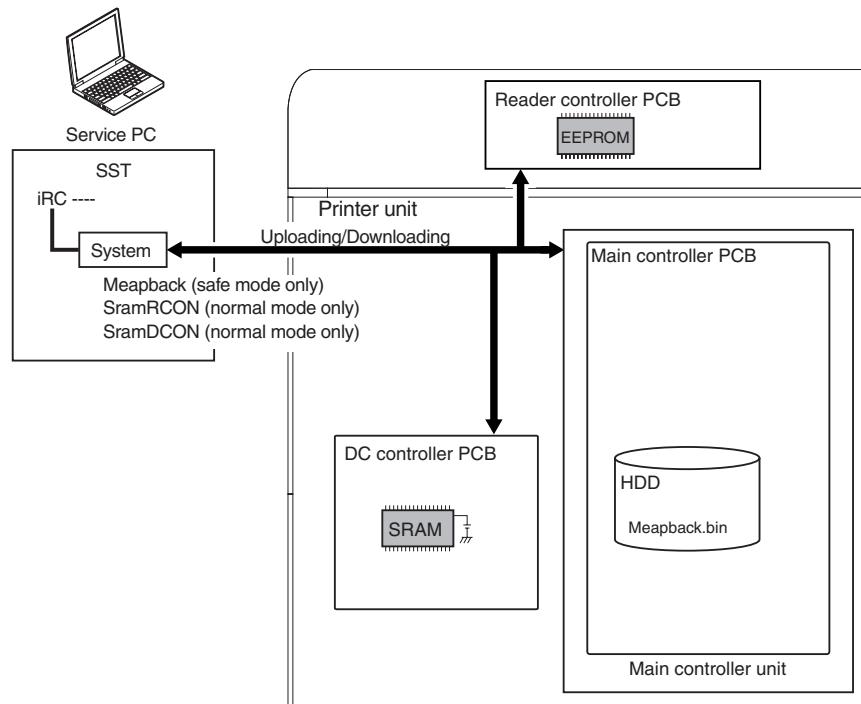 Service PC
SST
iRC ----
System
Meapback (safe mode only)
SramRCON (normal mode only)
SramDCON (normal mode only)
Uploading/Downloading
Printer unit
Reader controller PCB
EEPROM
Main controller PCB
DC controller PCB
SRAM
HDD
Meapback.bin
Main controller unit